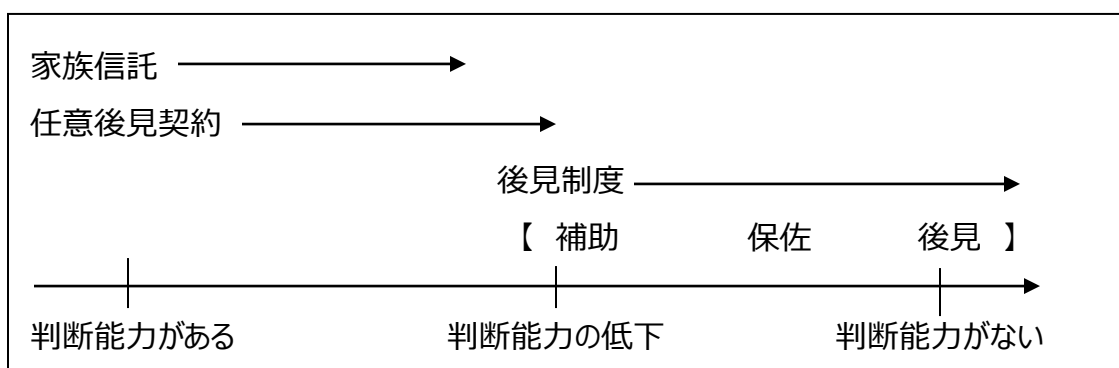 家族信託
任意後見契約
後見制度
【 補助 保佐 後見 】
判断能力がある 判断能力の低下 判断能力がない